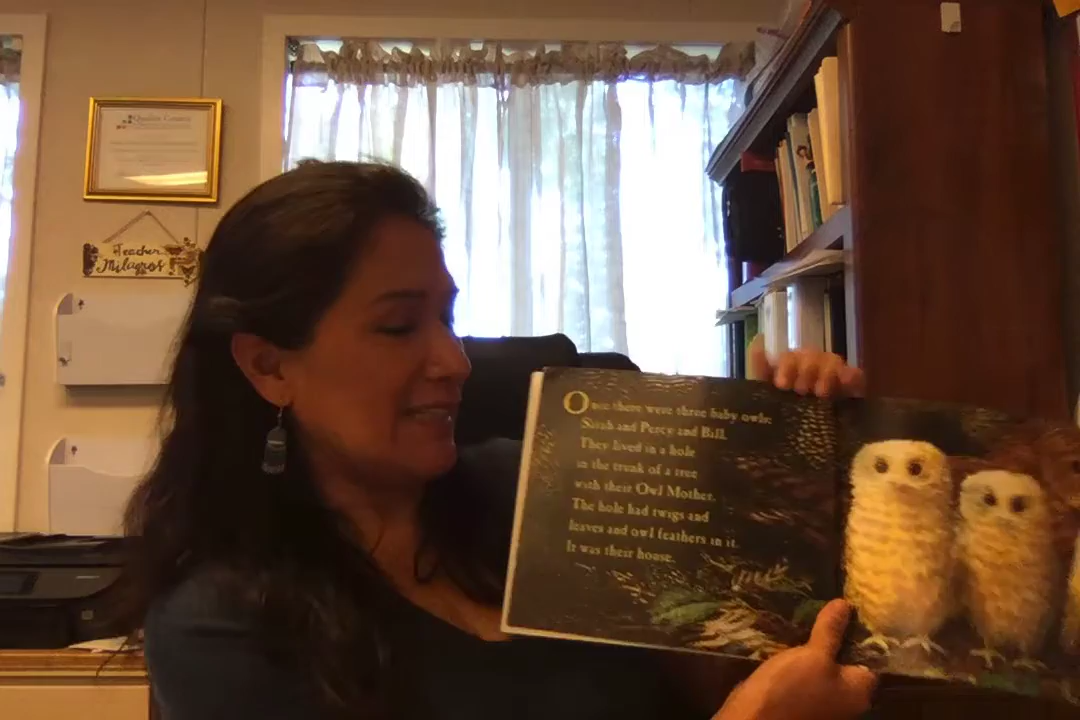 Quality Counts
Teacher
Milagros
Once there were three baby owls:
Sarah and Percy and Bill.
They lived in a hole
in the trunk of a tree
with their Owl Mother.
The hole had twigs and
leaves and owl feathers in it.
It was their house.